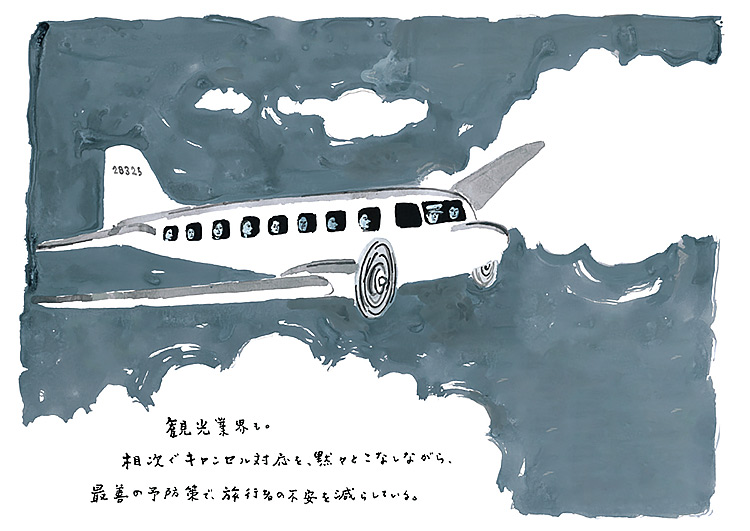 28325
観光業界も。
相次ぐキャンセル対応を、黙々とこなしながら、
最善の予防策で、旅行者の不安を減らしている。